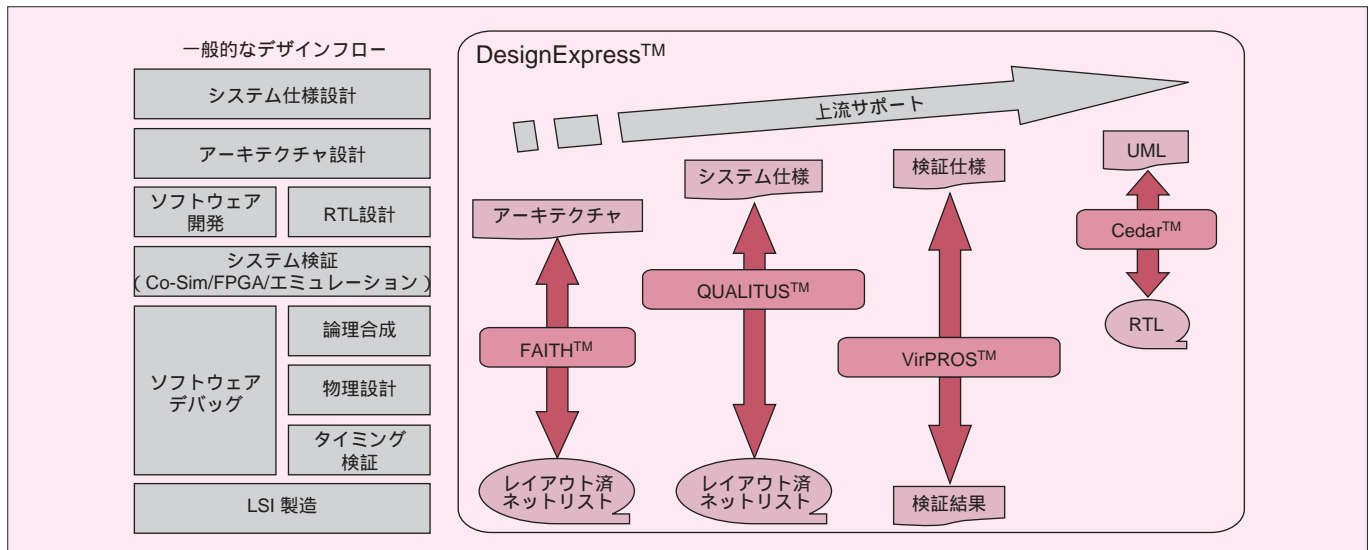 一般的なデザインフロー
システム仕様設計
アーキテクチャ設計
ソフトウェア
開発
RTL設計
システム検証
( Co-Sim/FPGA/エミュレーション )
ソフトウェア
デバッグ
論理合成
物理設計
タイミング
検証
LSI 製造
DesignExpress™
上流サポート
アーキテクチャ
FAITH™
レイアウト済
ネットリスト
システム仕様
QUALITUS™
レイアウト済
ネットリスト
検証仕様
VirPROS™
検証結果
UML
Cedar™
RTL